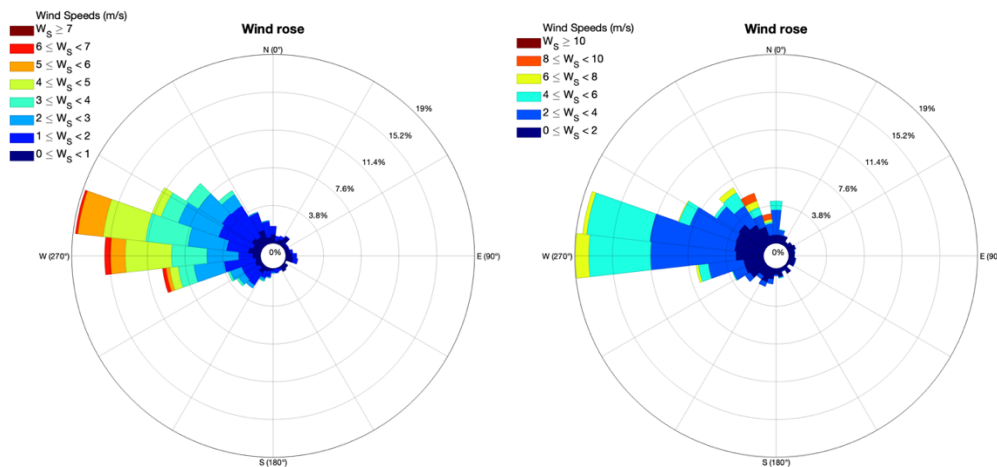 Wind Speeds (m/s)
W_S ≥ 7
6 ≤ W_S < 7
5 ≤ W_S < 6
4 ≤ W_S < 5
3 ≤ W_S < 4
2 ≤ W_S < 3
1 ≤ W_S < 2
0 ≤ W_S < 1
Wind rose
N (0°)
19%
15.2%
11.4%
7.6%
3.8%
0%
W (270°)
E (90°)
S (180°)
Wind Speeds (m/s)
W_S ≥ 10
8 ≤ W_S < 10
6 ≤ W_S < 8
4 ≤ W_S < 6
2 ≤ W_S < 4
0 ≤ W_S < 2
Wind rose
N (0°)
19%
15.2%
11.4%
7.6%
3.8%
0%
W (270°)
E (90
S (180°)